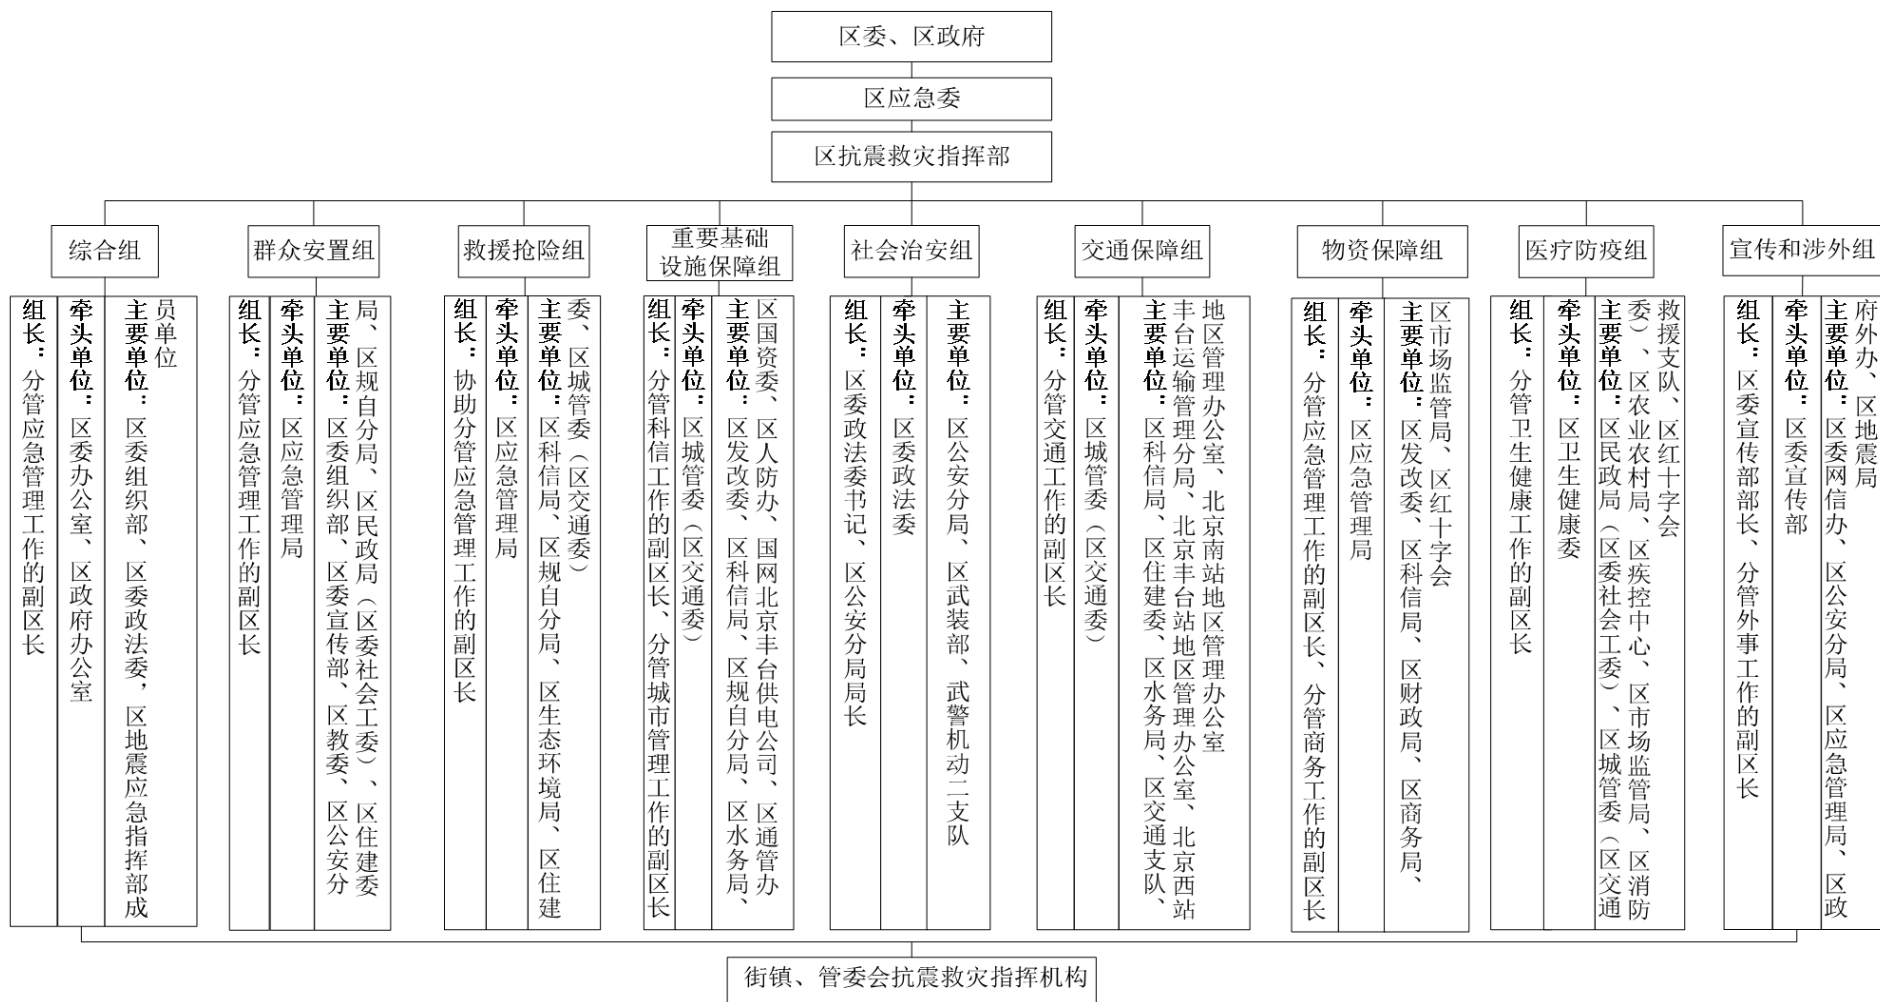 区委、区政府
区应急委
区抗震救灾指挥部
综合组
组长：分管应急管理工作的副区长
牵头单位：区委办公室、区政府办公室
主要单位：区委组织部、区委政法委，区地震应急指挥部成
员单位
群众安置组
组长：分管应急管理工作的副区长
牵头单位：区应急管理局
主要单位：区委组织部、区委宣传部、区教委、区公安分
局、区规自分局、区民政局（区委社会工委）、区住建委
救援抢险组
组长：协助分管应急管理工作的副区长
牵头单位：区应急管理局
主要单位：区科信局、区规自分局、区生态环境局、区住建
委、区城管委（区交通委）
重要基础
设施保障组
组长：分管科信工作的副区长、分管城市管理工作的副区长
牵头单位：区城管委（区交通委）
主要单位：区发改委、区科信局、区规自分局、区水务局、
区国资委、区人防办、国网北京丰台供电公司、区通管办
社会治安组
组长：区委政法委书记、区公安分局局长
牵头单位：区委政法委
主要单位：区公安分局、区武装部、武警机动二支队
交通保障组
组长：分管交通工作的副区长
牵头单位：区城管委（区交通委）
主要单位：区科信局、区住建委、区水务局、区交通支队、
丰台运输管理分局、北京丰台站地区管理办公室、北京西站
地区管理办公室、北京南站地区管理办公室
物资保障组
组长：分管应急管理工作的副区长、分管商务工作的副区长
牵头单位：区应急管理局
主要单位：区发改委、区科信局、区财政局、区商务局、
区市场监管局、区红十字会
医疗防疫组
组长：分管卫生健康工作的副区长
牵头单位：区卫生健康委
主要单位：区民政局（区委社会工委）、区城管委（区交通
委）、区农业农村局、区疾控中心、区市场监管局、区消防
救援支队、区红十字会
宣传和涉外组
组长：区委宣传部部长、分管外事工作的副区长
牵头单位：区委宣传部
主要单位：区委网信办、区公安分局、区应急管理局、区政
府外办、区地震局
街镇、管委会抗震救灾指挥机构